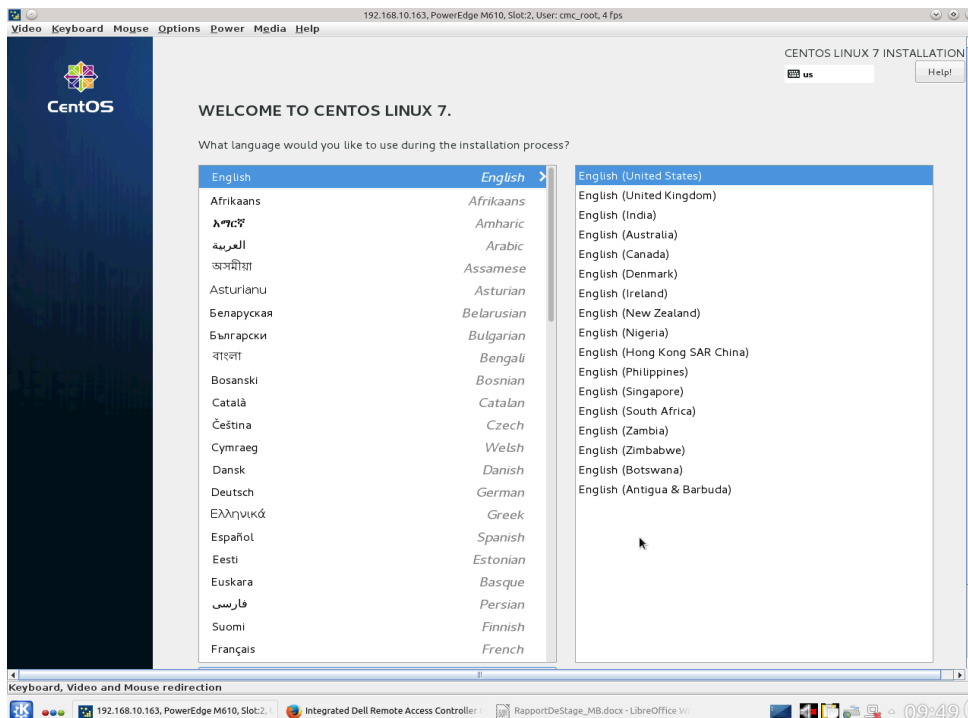 192.168.10.163, PowerEdge M610, Slot:2, User: cmc_root, 4 fps
Video Keyboard Mouse Options Power Media Help
CENTOS LINUX 7 INSTALLATION
us
Help!
CentOS
WELCOME TO CENTOS LINUX 7.
What language would you like to use during the installation process?
English English
Afrikaans Afrikaans
አማርኛ Amharic
العربية Arabic
অসমীয়া Assamese
Asturianu Asturian
Беларуская Belarusian
Български Bulgarian
বাংলা Bengali
Bosanski Bosnian
Català Catalan
Čeština Czech
Cymraeg Welsh
Dansk Danish
Deutsch German
Ελληνικά Greek
Español Spanish
Eesti Estonian
Euskara Basque
فارسی Persian
Suomi Finnish
Français French
English (United States)
English (United Kingdom)
English (India)
English (Australia)
English (Canada)
English (Denmark)
English (Ireland)
English (New Zealand)
English (Nigeria)
English (Hong Kong SAR China)
English (Philippines)
English (Singapore)
English (South Africa)
English (Zambia)
English (Zimbabwe)
English (Botswana)
English (Antigua & Barbuda)
Keyboard, Video and Mouse redirection
192.168.10.163, PowerEdge M610, Slot:2,
Integrated Dell Remote Access Controller
RapportDeStage_MB.docx - LibreOffice
09:49